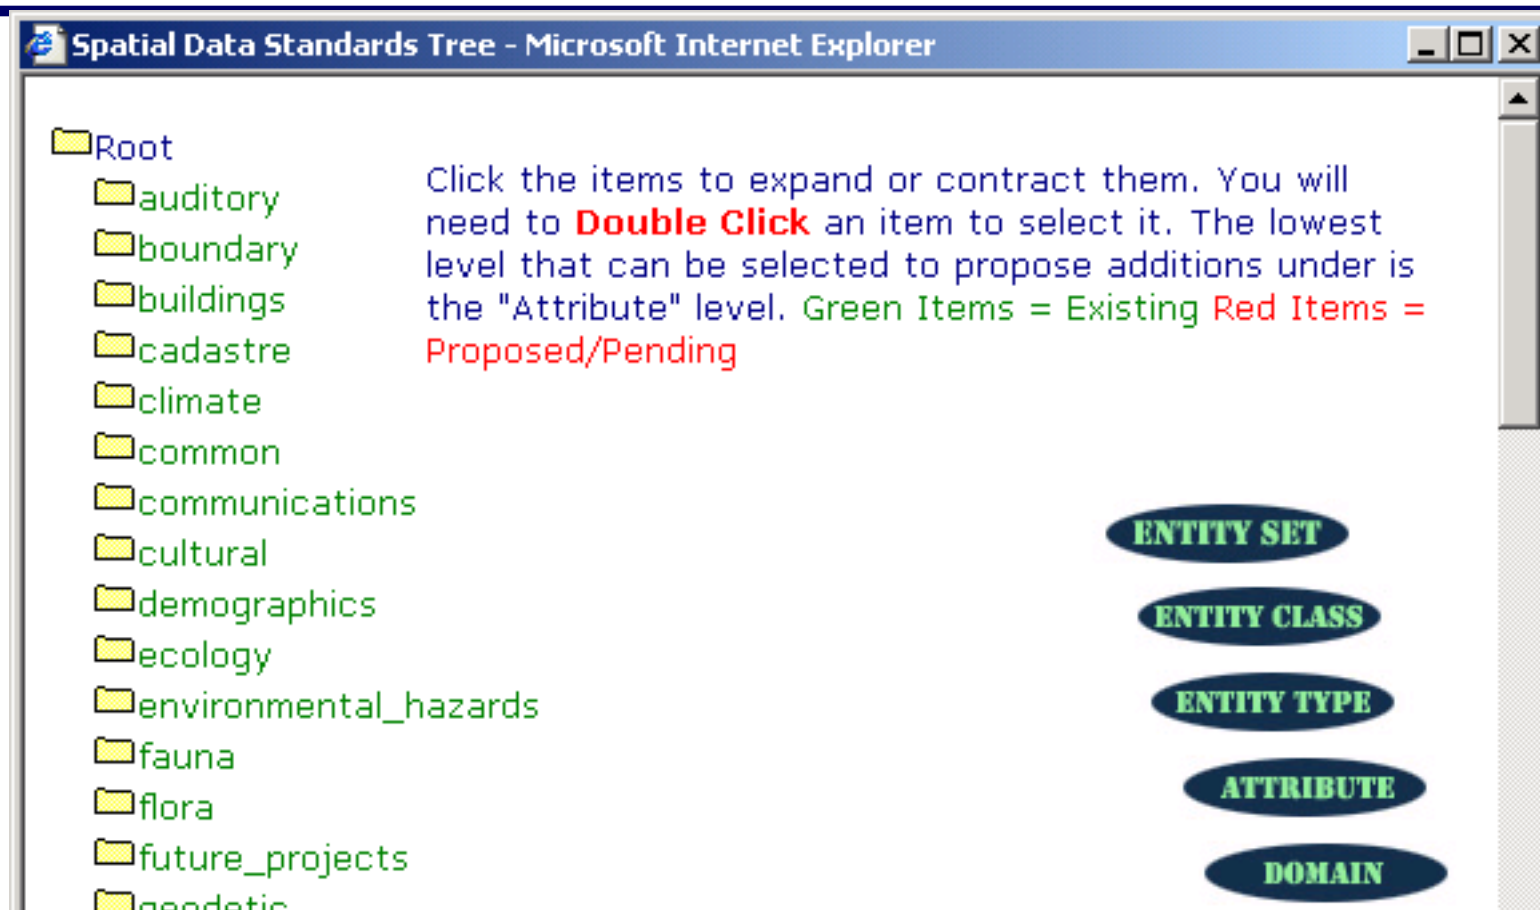 Spatial Data Standards Tree - Microsoft Internet Explorer
Root
auditory
boundary
buildings
cadastre
climate
common
communications
cultural
demographics
ecology
environmental_hazards
fauna
flora
future_projects
geodetic
Click the items to expand or contract them. You will
need to Double Click an item to select it. The lowest
level that can be selected to propose additions under is
the "Attribute" level. Green Items = Existing Red Items =
Proposed/Pending
ENTITY SET
ENTITY CLASS
ENTITY TYPE
ATTRIBUTE
DOMAIN